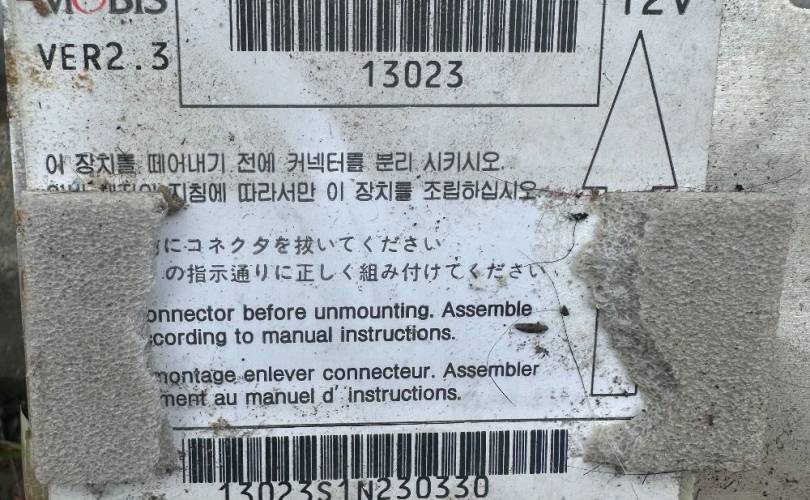 MOBIS
12V
VER2.3
13023
이 장치를 떼어내기 전에 커넥터를 분리 시키시오.
지침에 따라서만 이 장치를 조립하십시오
にコネクタを抜いてください
の指示通りに正しく組み付けてください
onnector before unmounting. Assemble
ccording to manual instructions.
montage enlever connecteur. Assembler
ment au manuel d' instructions.
13023S1N230330